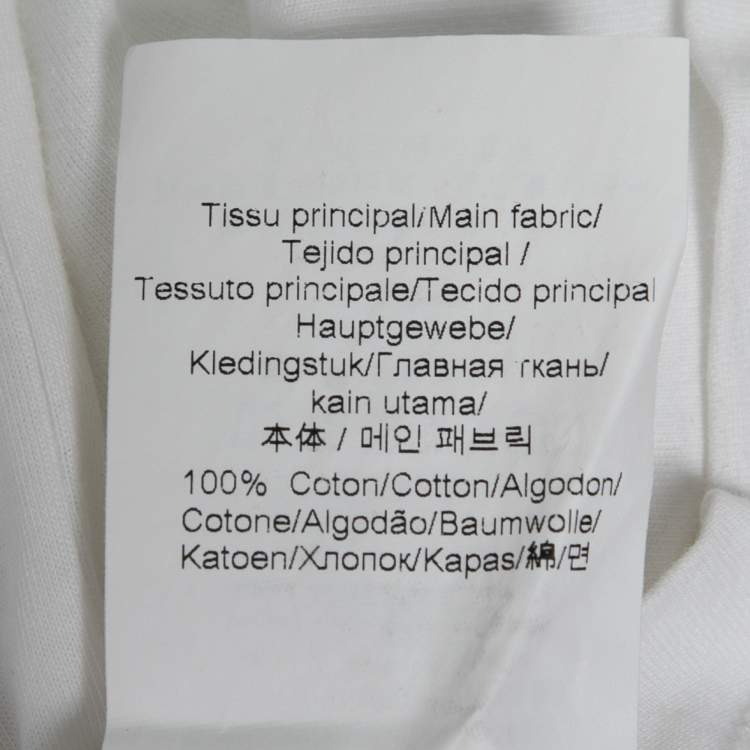 Tissu principal/Main fabric/
Tejido principal /
Tessuto principale/Tecido principal
Hauptgewebe/
Kledingstuk/Главная ткань/
kain utama/
本体 / 메인 패브릭
100% Coton/Cotton/Algodon/
Cotone/Algodão/Baumwolle/
Katoen/Хлопок/Kapas/綿/면